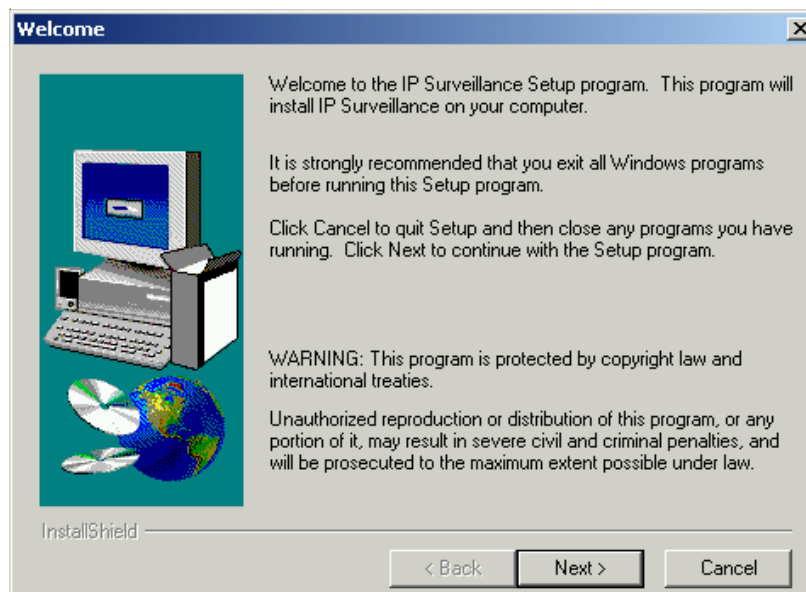 Welcome
Welcome to the IP Surveillance Setup program. This program will
install IP Surveillance on your computer.
It is strongly recommended that you exit all Windows programs
before running this Setup program.
Click Cancel to quit Setup and then close any programs you have
running. Click Next to continue with the Setup program.
WARNING: This program is protected by copyright law and
international treaties.
Unauthorized reproduction or distribution of this program, or any
portion of it, may result in severe civil and criminal penalties, and
will be prosecuted to the maximum extent possible under law.
InstallShield
< Back
Next >
Cancel